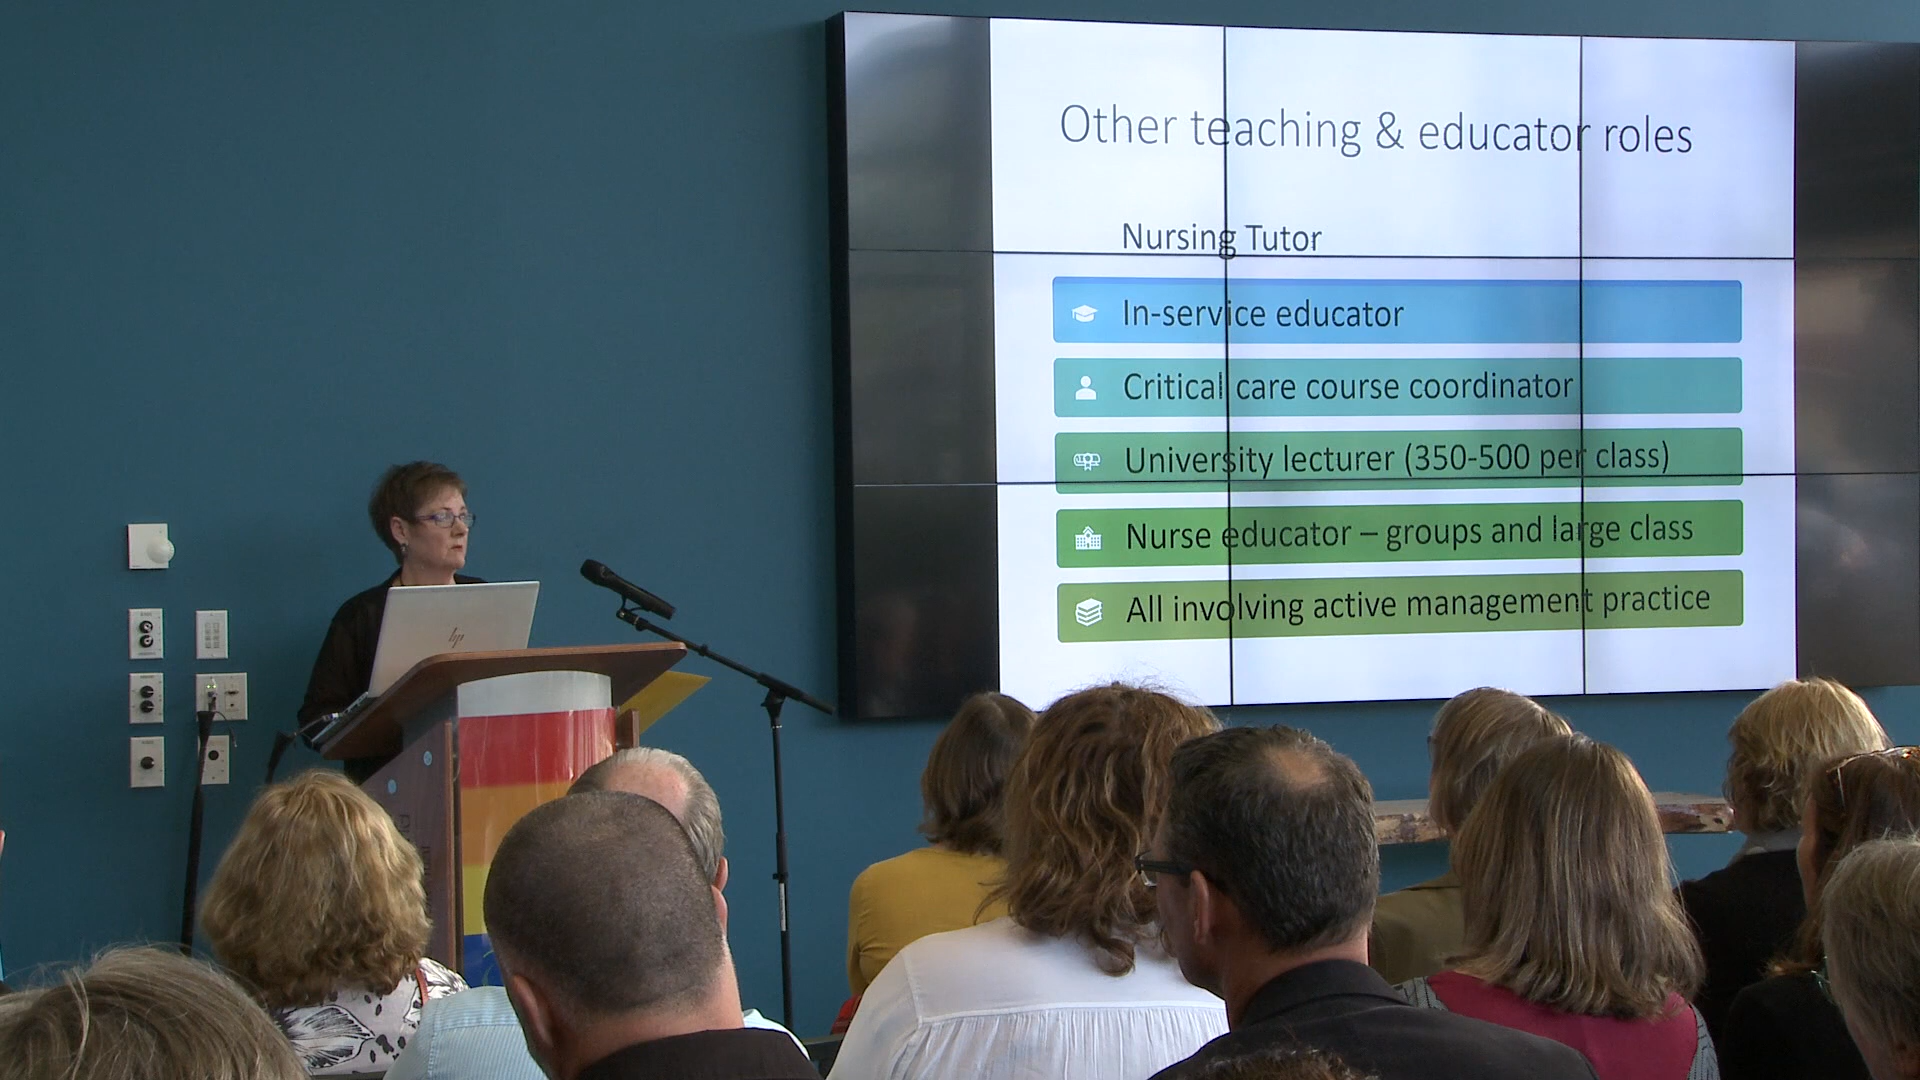 Other teaching & educator roles
Nursing Tutor
In-service educator
Critical care course coordinator
University lecturer (350-500 per class)
Nurse educator – groups and large class
All involving active management practice
hp